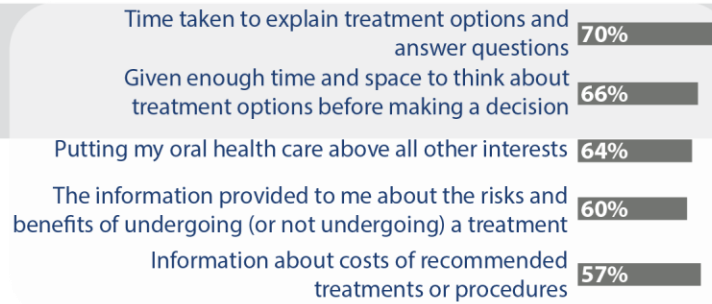 Time taken to explain treatment options and
answer questions
70%
Given enough time and space to think about
treatment options before making a decision
66%
Putting my oral health care above all other interests 64%
The information provided to me about the risks and
benefits of undergoing (or not undergoing) a treatment
60%
Information about costs of recommended
treatments or procedures
57%